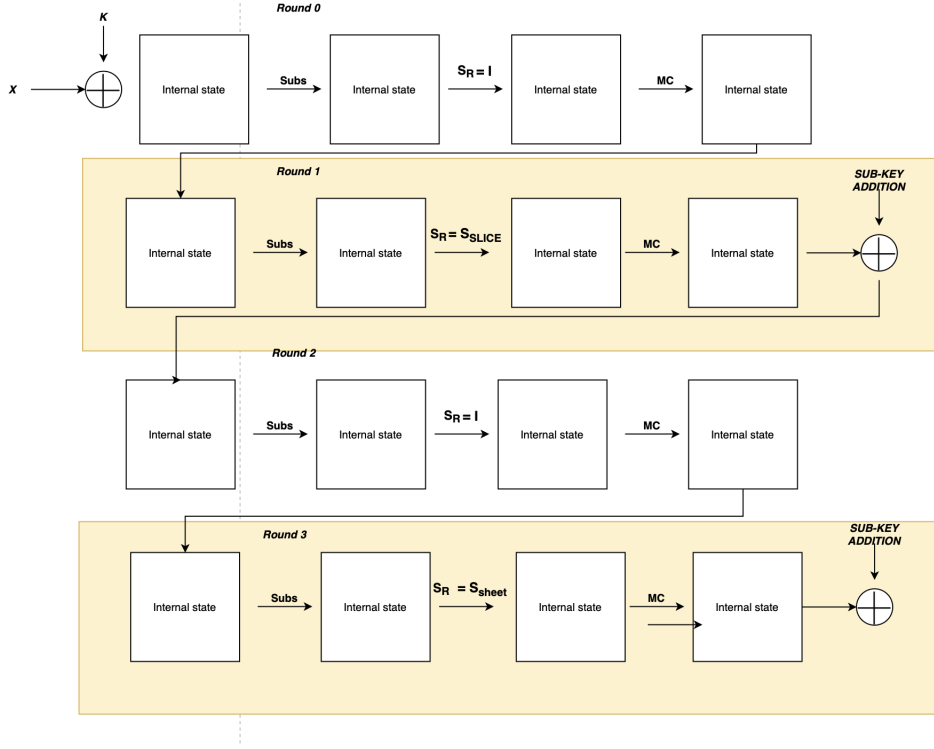 Round 0
K
X
Internal state
Subs
Internal state
S_R = I
Internal state
MC
Internal state
Round 1
SUB-KEY
ADDITION
Internal state
Subs
Internal state
S_R = S_SLICE
Internal state
MC
Internal state
Round 2
Internal state
Subs
Internal state
S_R = I
Internal state
MC
Internal state
Round 3
SUB-KEY
ADDITION
Internal state
Subs
Internal state
S_R = S_sheet
Internal state
MC
Internal state